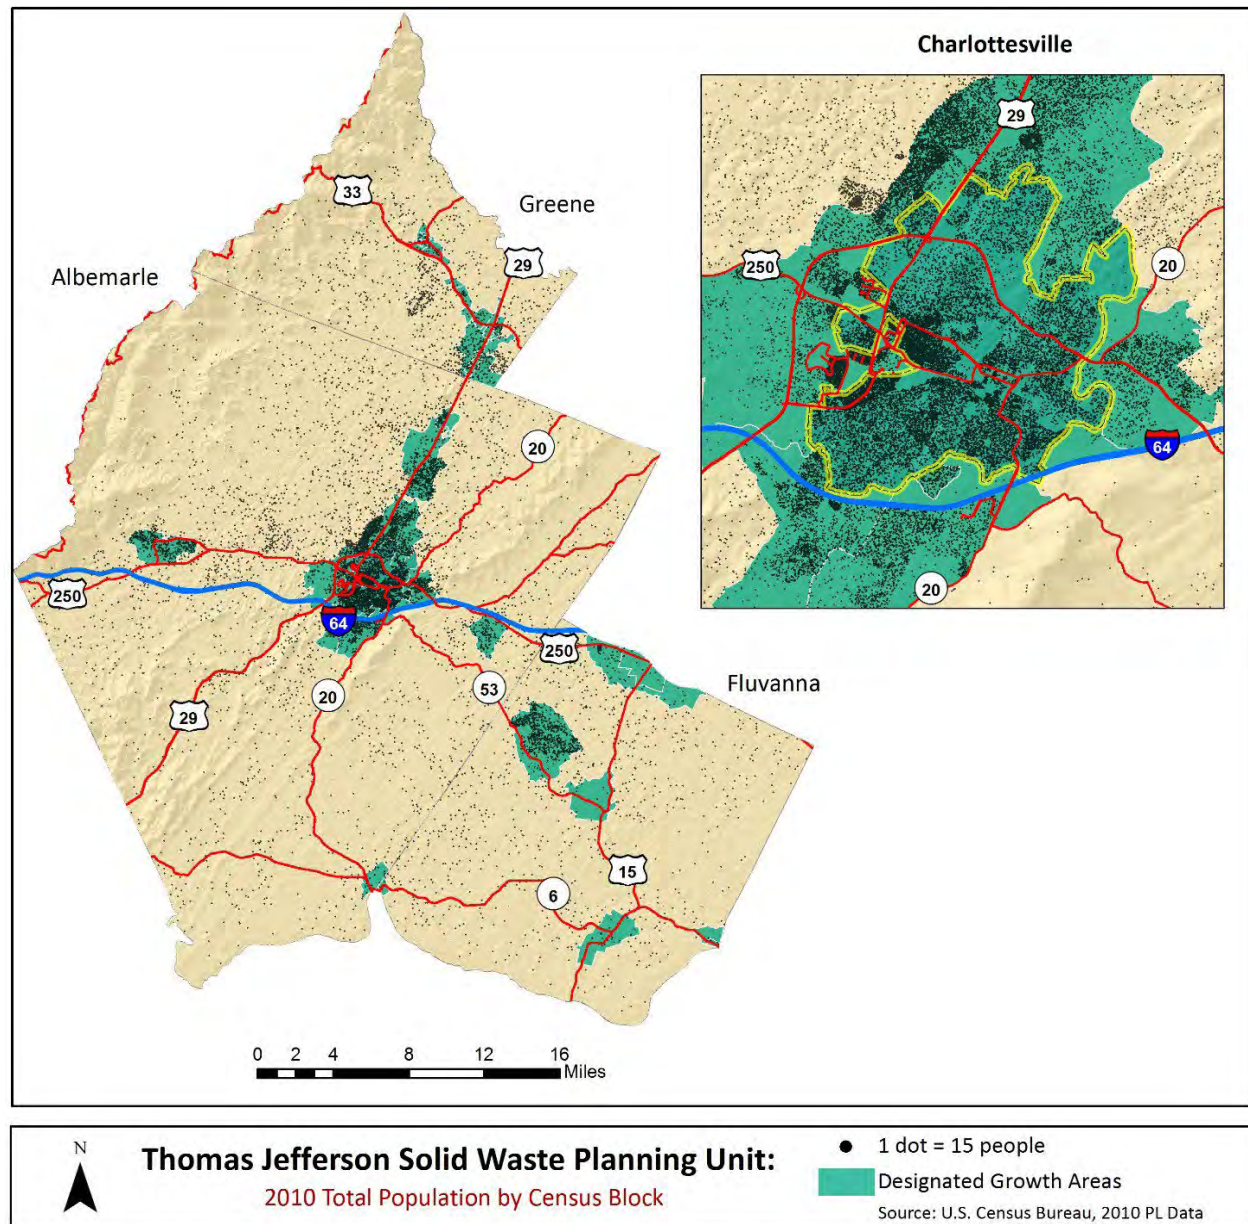 Charlottesville
29
250
20
64
20
33
Greene
29
Albemarle
20
250
64
250
Fluvanna
20
53
29
15
6
0 2 4 8 12 16
Miles
N
Thomas Jefferson Solid Waste Planning Unit:
2010 Total Population by Census Block
1 dot = 15 people
Designated Growth Areas
Source: U.S. Census Bureau, 2010 PL Data